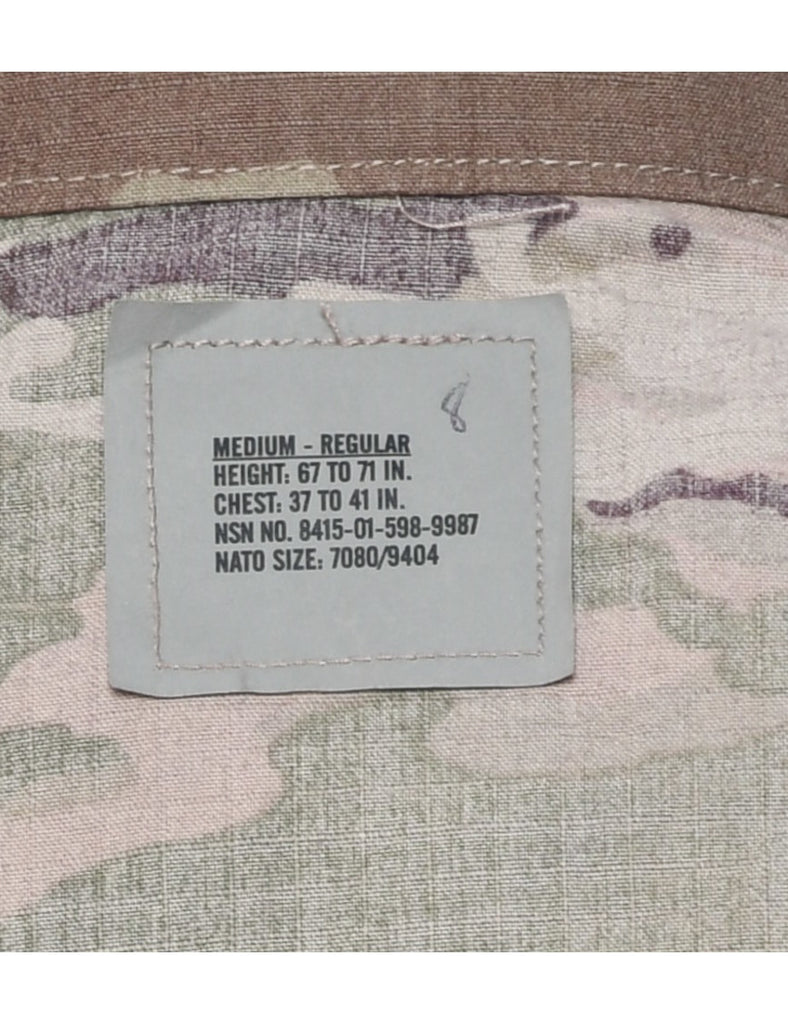 8
MEDIUM - REGULAR
HEIGHT: 67 TO 71 IN.
CHEST: 37 TO 41 IN.
NSN NO. 8415-01-598-9987
NATO SIZE: 7080/9404